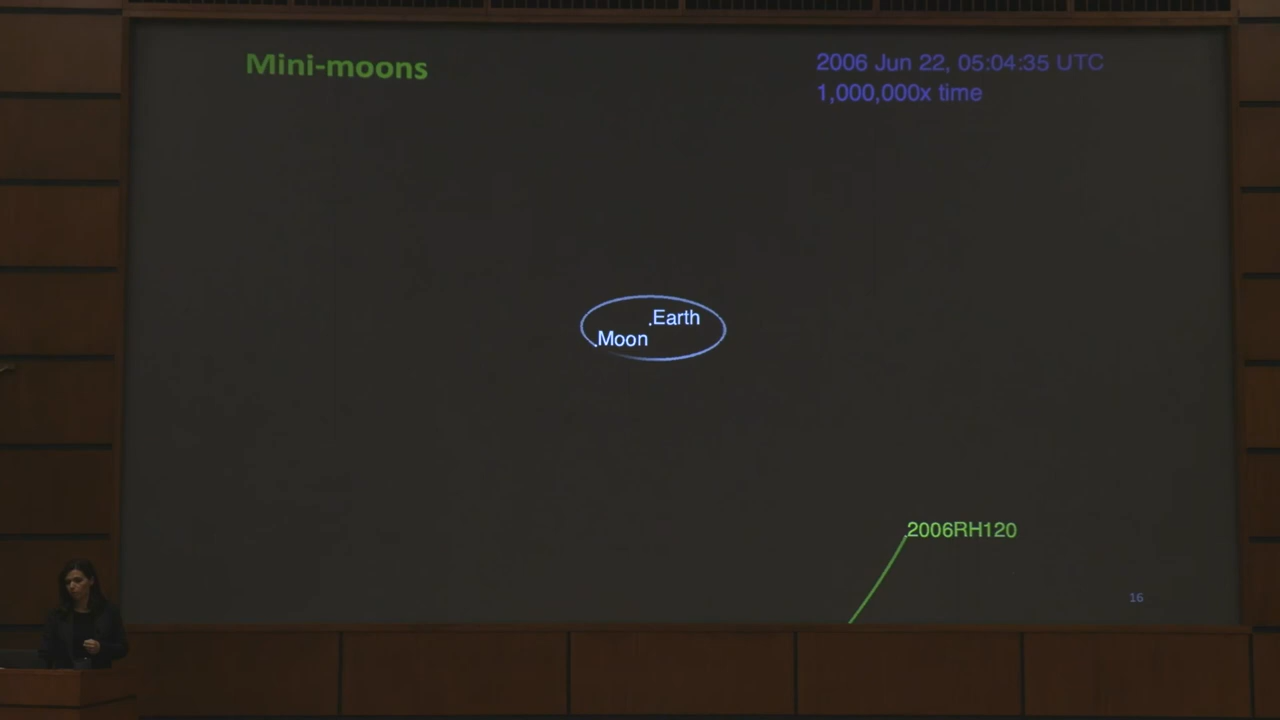 Mini-moons
2006 Jun 22, 05:04:35 UTC
1,000,000x time
Earth
Moon
2006RH120
16